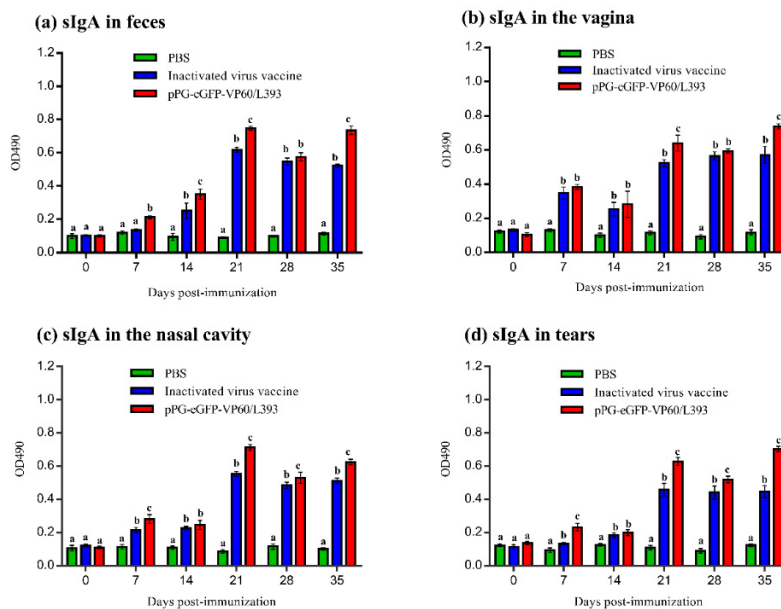 (a) sIgA in feces
PBS
Inactivated virus vaccine
pPG-eGFP-VP60/L393
OD490
1.2
1.0
0.8
0.6
0.4
0.2
0.0
a a a
a a b
a b c
a b c
a b b
a b c
0 7 14 21 28 35
Days post-immunization
(b) sIgA in the vagina
PBS
Inactivated virus vaccine
pPG-eGFP-VP60/L393
OD490
1.2
1.0
0.8
0.6
0.4
0.2
0.0
a a a
a b b
a b b
a b c
a b b
a b c
0 7 14 21 28 35
Days post-immunization
(c) sIgA in the nasal cavity
PBS
Inactivated virus vaccine
pPG-eGFP-VP60/L393
OD490
1.2
1.0
0.8
0.6
0.4
0.2
0.0
a a a
a b c
a b b
a b c
a b c
a b c
0 7 14 21 28 35
Days post-immunization
(d) sIgA in tears
PBS
Inactivated virus vaccine
pPG-eGFP-VP60/L393
OD490
1.2
1.0
0.8
0.6
0.4
0.2
0.0
a a a
a b c
a b b
a b c
a b c
a b c
0 7 14 21 28 35
Days post-immunization